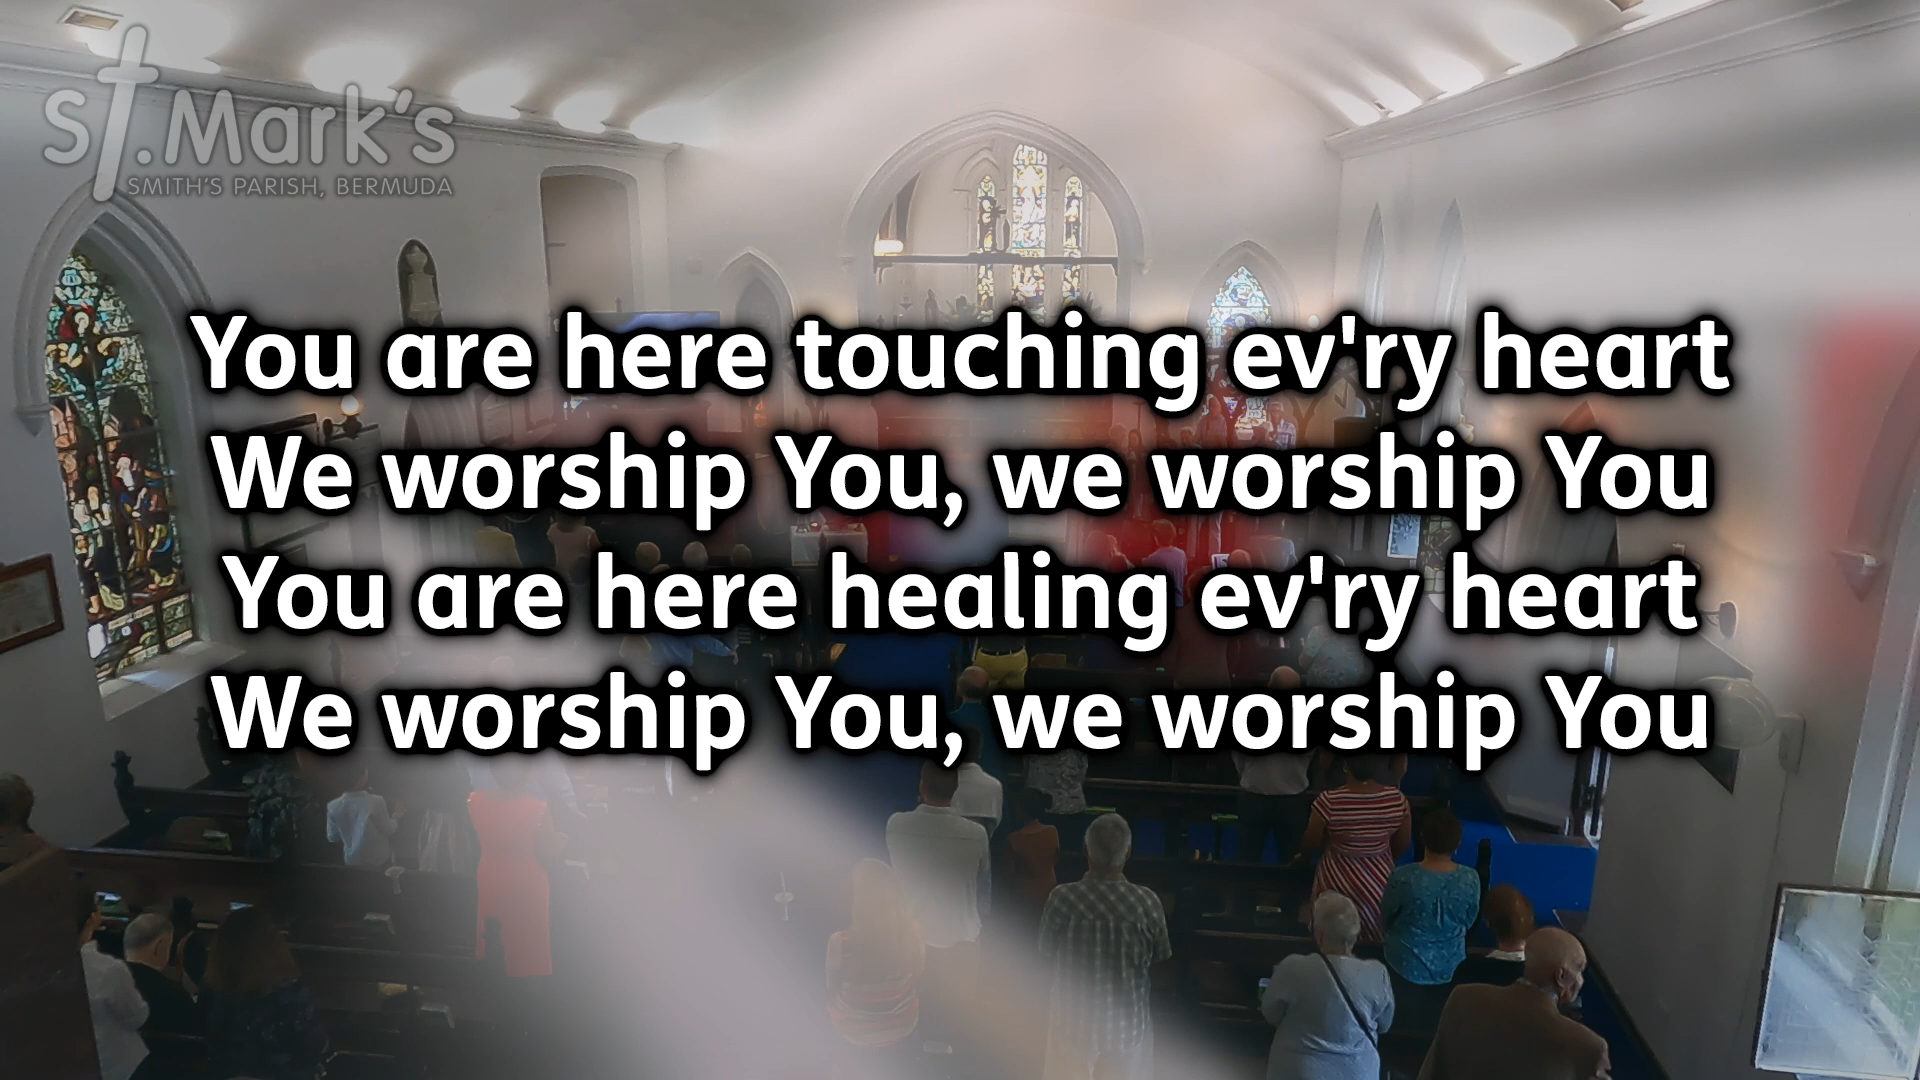 St. Mark's
SMITH'S PARISH, BERMUDA
You are here touching ev'ry heart
We worship You, we worship You
You are here healing ev'ry heart
We worship You, we worship You